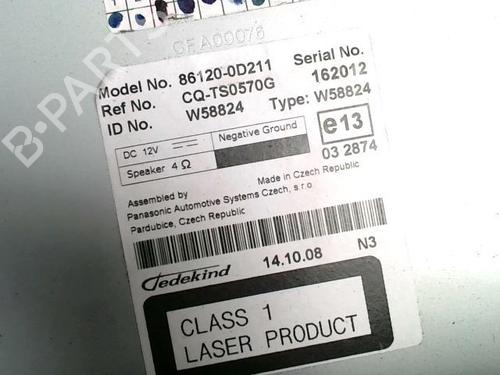 CFA00076
Model No. 86120-0D211 Serial No.
Ref No. CQ-TS0570G 162012
ID No. W58824 Type: W58824
DC 12V Negative Ground
Speaker 4 Ω
e13
03 2874
Assembled by Made in Czech Republic
Panasonic Automotive Systems Czech, s.r.o
Pardubice, Czech Republic
Tedekind 14.10.08 N3
CLASS 1
LASER PRODUCT
B-PARTS